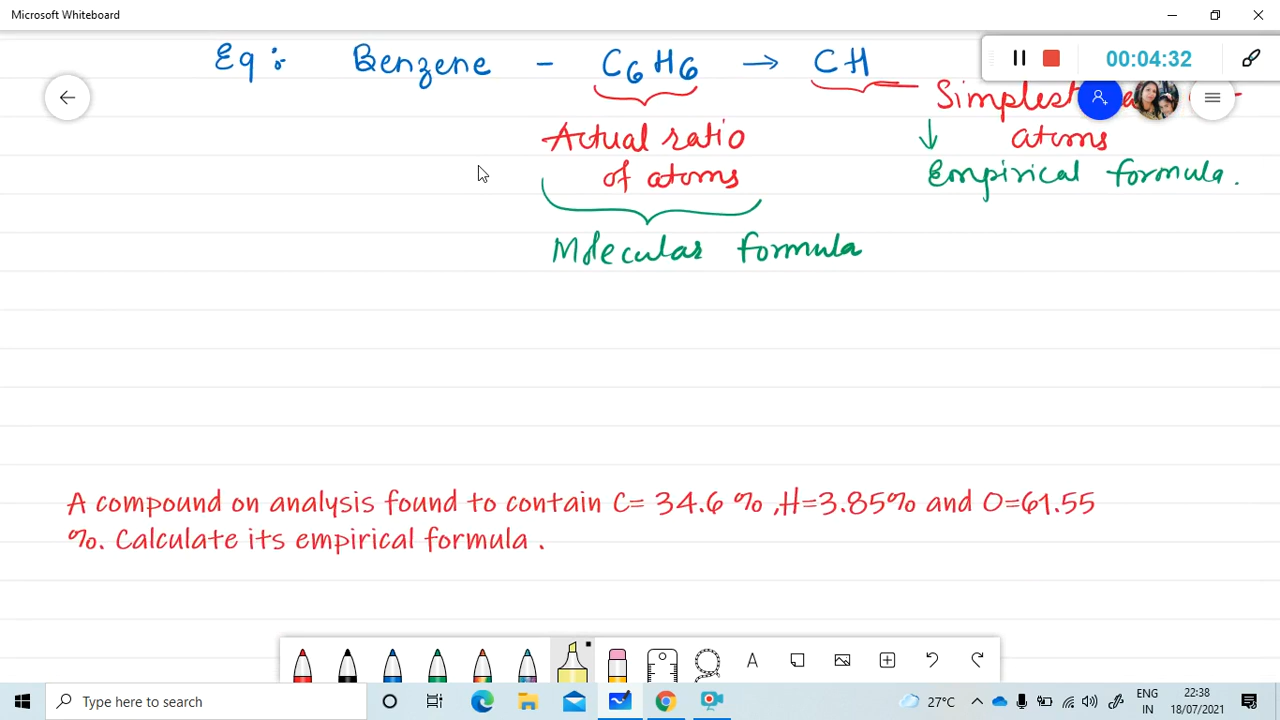 Microsoft Whiteboard
Eg: Benzene - C6H6 → CH
00:04:32
Simplest
Actual ratio
of atoms
atoms
Empirical formula.
Molecular formula
A compound on analysis found to contain C= 34.6 % ,H=3.85% and O=61.55
%. Calculate its empirical formula .
A
Type here to search
27°C
ENG
IN
22:38
18/07/2021